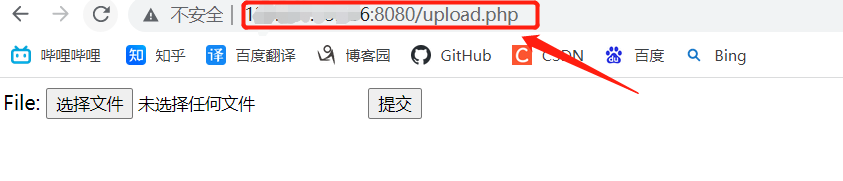 不安全 | :8080/upload.php
哔哩哔哩 知 知乎 译 百度翻译 博客园 GitHub C CSDN 百度 Bing
File: 选择文件 未选择任何文件 提交